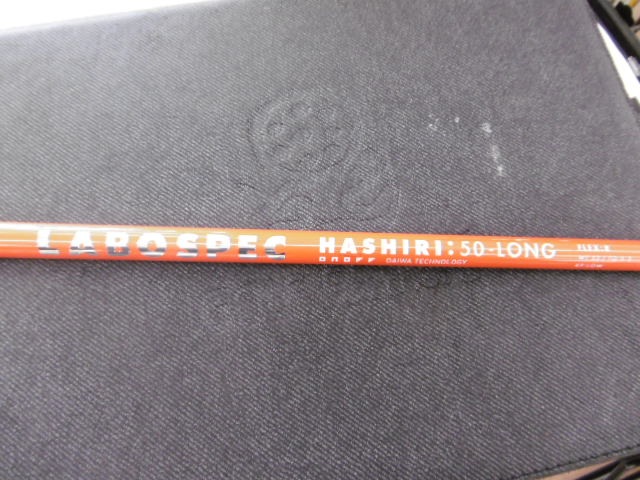 LABOSPEC HASHIRI:50-LONG
ONOFF DAIWA TECHNOLOGY